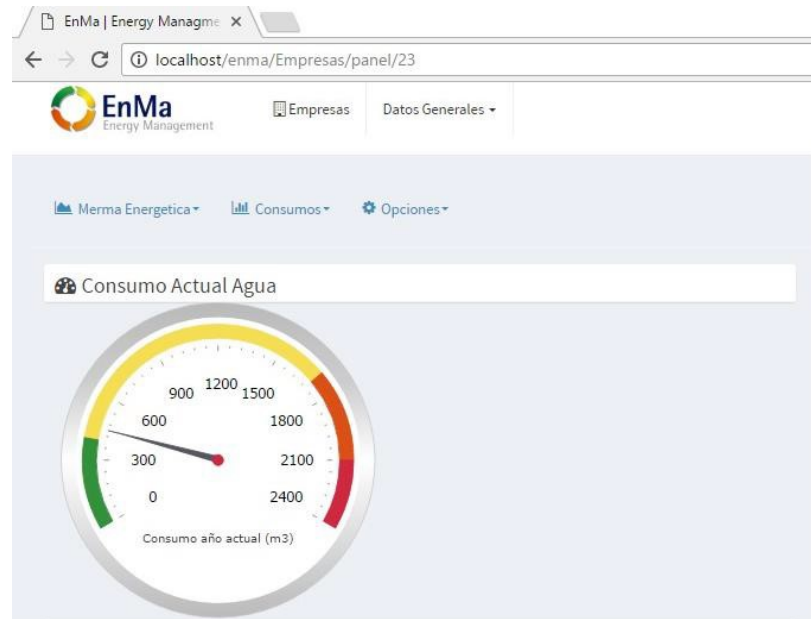 EnMa | Energy Managme
localhost/enma/Empresas/panel/23
EnMa
Energy Management
Empresas
Datos Generales
Merma Energetica
Consumos
Opciones
Consumo Actual Agua
0
300
600
900
1200
1500
1800
2100
2400
Consumo año actual (m3)